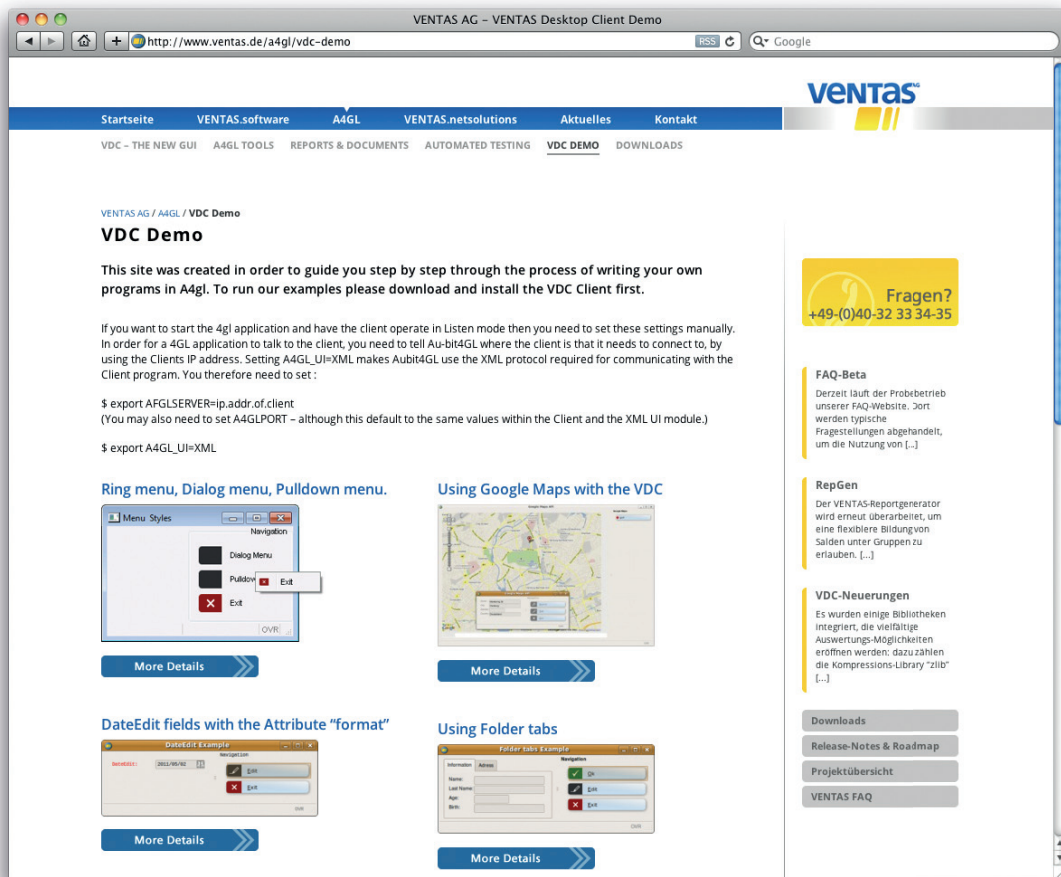 VENTAS AG – VENTAS Desktop Client Demo
http://www.ventas.de/a4gl/vdc-demo
RSS
Google
VENTAS AG
Startseite VENTAS.software A4GL VENTAS.netsolutions Aktuelles Kontakt
VDC – THE NEW GUI A4GL TOOLS REPORTS & DOCUMENTS AUTOMATED TESTING VDC DEMO DOWNLOADS
VENTAS AG / A4GL / VDC Demo
VDC Demo
This site was created in order to guide you step by step through the process of writing your own
programs in A4gl. To run our examples please download and install the VDC Client first.
If you want to start the 4gl application and have the client operate in Listen mode then you need to set these settings manually.
In order for a 4GL application to talk to the client, you need to tell Au-bit4GL where the client is that it needs to connect to, by
using the Clients IP address. Setting A4GL_UI=XML makes Aubit4GL use the XML protocol required for communicating with the
Client program. You therefore need to set :
$ export AFGLSERVER=ip.addr.of.client
(You may also need to set A4GLPORT – although this default to the same values within the Client and the XML UI module.)
$ export A4GL_UI=XML
Ring menu, Dialog menu, Pulldown menu.
Menu Styles
Navigation
Dialog Menu
Pulldow
Exit
Exit
OVR
More Details
Using Google Maps with the VDC
More Details
DateEdit fields with the Attribute “format”
DateEdit Example
Navigation
DateEdit:
2011/05/02
Edit
Exit
OVR
More Details
Using Folder tabs
Folder tabs Example
Information Adress
Navigation
Name:
Last Name:
Age:
Birth:
Ok
Edit
Exit
OVR
More Details
Fragen?
+49-(0)40-32 33 34-35
FAQ-Beta
Derzeit läuft der Probebetrieb
unserer FAQ-Website. Dort
werden typische
Fragestellungen abgehandelt,
um die Nutzung von [...]
RepGen
Der VENTAS-Reportgenerator
wird erneut überarbeitet, um
eine flexiblere Bildung von
Salden unter Gruppen zu
erlauben. [...]
VDC-Neuerungen
Es wurden einige Bibliotheken
integriert, die vielfältige
Auswertungs-Möglichkeiten
eröffnen werden: dazu zählen
die Kompressions-Library “zlib”
[...]
Downloads
Release-Notes & Roadmap
Projektübersicht
VENTAS FAQ